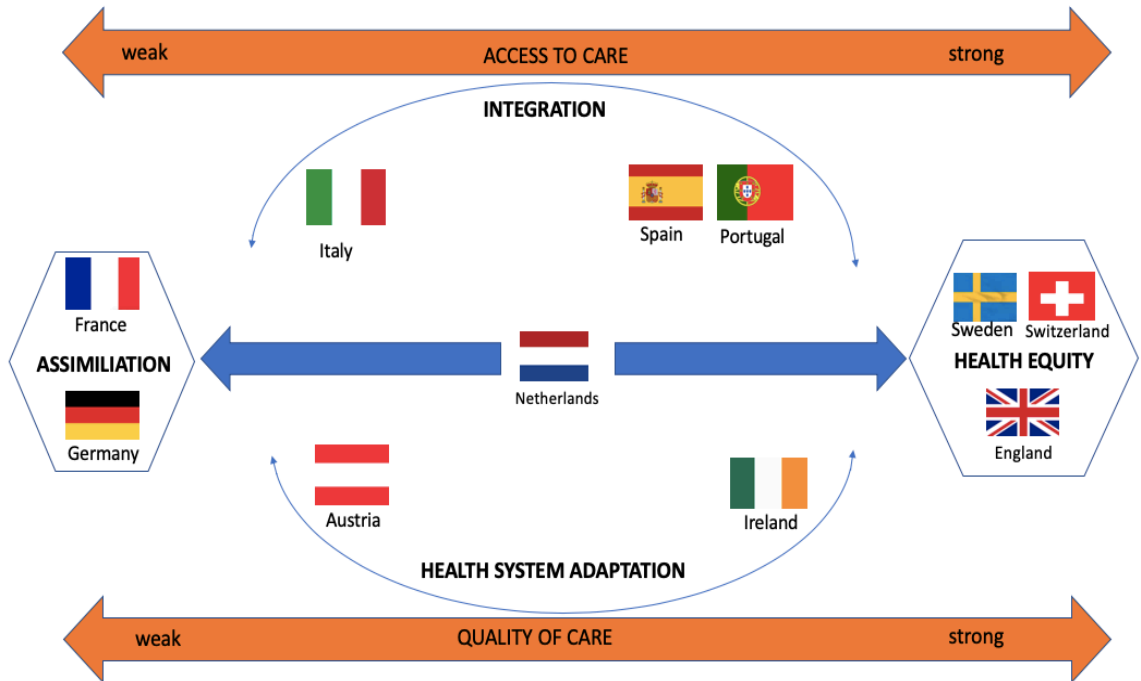 weak ACCESS TO CARE strong
INTEGRATION
Italy
Spain Portugal
France
Sweden Switzerland
ASSIMILIATION
HEALTH EQUITY
Netherlands
Germany
England
Austria
Ireland
HEALTH SYSTEM ADAPTATION
weak QUALITY OF CARE strong